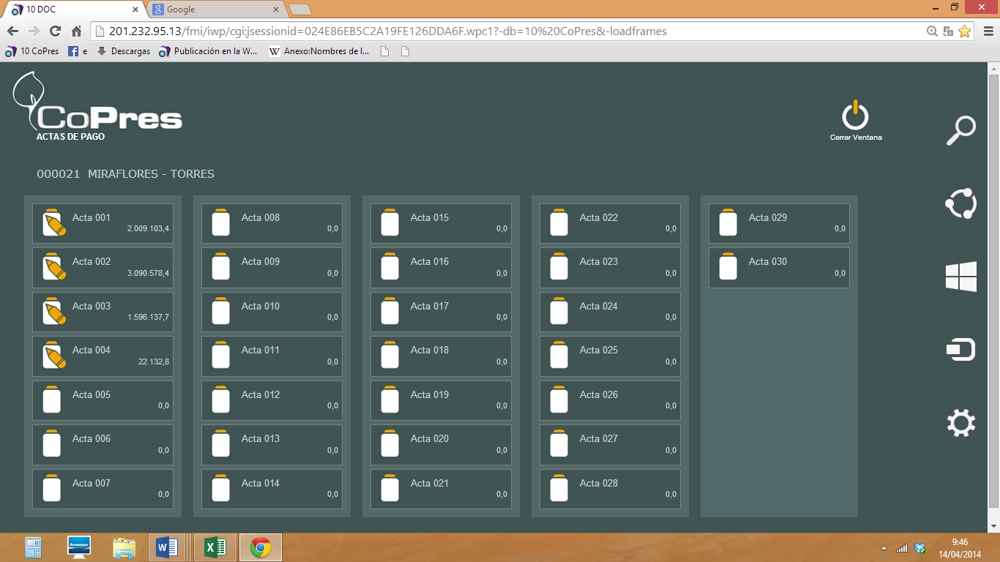 10 DOC
Google
201.232.95.13/fmi/iwp/cgi;jsessionid=024E86EB5C2A19FE126DDA6F.wpc1?-db=10%20CoPres&-loadframes
10 CoPres
e
Descargas
Publicación en la W...
W Anexo:Nombres de l...
CoPres
ACTAS DE PAGO
Cerrar Ventana
000021 MIRAFLORES - TORRES
Acta 001
2.009.103,4
Acta 002
3.090.578,4
Acta 003
1.596.137,7
Acta 004
22.132,8
Acta 005
0,0
Acta 006
0,0
Acta 007
0,0
Acta 008
0,0
Acta 009
0,0
Acta 010
0,0
Acta 011
0,0
Acta 012
0,0
Acta 013
0,0
Acta 014
0,0
Acta 015
0,0
Acta 016
0,0
Acta 017
0,0
Acta 018
0,0
Acta 019
0,0
Acta 020
0,0
Acta 021
0,0
Acta 022
0,0
Acta 023
0,0
Acta 024
0,0
Acta 025
0,0
Acta 026
0,0
Acta 027
0,0
Acta 028
0,0
Acta 029
0,0
Acta 030
0,0
lenovo
9:46
14/04/2014